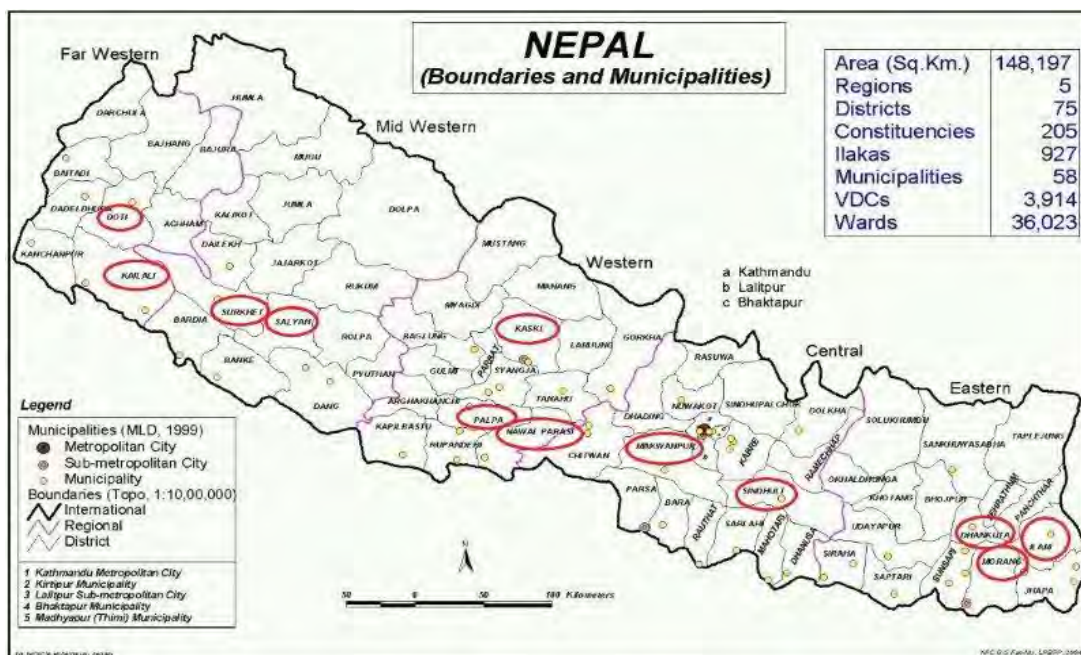 NEPAL
(Boundaries and Municipalities)
Area (Sq.Km.) 148,197
Regions 5
Districts 75
Constituencies 205
Ilakas 927
Municipalities 58
VDCs 3,914
Wards 36,023
Far Western
Mid Western
Western
Central
Eastern
a Kathmandu
b Lalitpur
c Bhaktapur
HUMLA
DARCHULA
BAJHANG
BAJURA
MUGU
BAITADI
DADELDHURA
DOTI
ACHHAM
KALIKOT
JUMLA
DOLPA
KANCHANPUR
KAILALI
DAILEKH
JAJARKOT
MUSTANG
MANANG
RUKUM
MYAGDI
BARDIA
SURKHET
SALYAN
ROLPA
BAGLUNG
KASKI
LAMJUNG
GORKHA
RASUWA
BANKE
PYUTHAN
GULMI
PARBAT
SYANGJA
DANG
ARGHAKHANCHI
TANAHU
DHADING
NUWAKOT
SINDHUPALCHOK
DOLKHA
SOLUKHUMBU
KAPILBASTU
PALPA
RUPANDEHI
NAWAL PARASI
CHITWAN
MAKWANPUR
KABRE
RAMECHHAP
SANKHUWASABHA
TAPLEJUNG
PARSA
BARA
RAUTHAT
SARLAHI
SINDHULI
MAHOTARI
DHANUSA
SIRAHA
OKHALDHUNGA
KHOTANG
UDAYAPUR
SAPTARI
BHOJPUR
TEHRATHAM
PANCHTHAR
DHANKUTA
SUNSARI
MORANG
ILAM
JHAPA
Legend
Municipalities (MLD, 1999)
Metropolitan City
Sub-metropolitan City
Municipality
Boundaries (Topo, 1:10,00,000)
International
Regional
District
1 Kathmandu Metropolitan City
2 Kirtipur Municipality
3 Lalitpur Sub-metropolitan City
4 Bhaktapur Municipality
5 Madhyapur (Thimi) Municipality
N
50 0 50 100 Kilometers